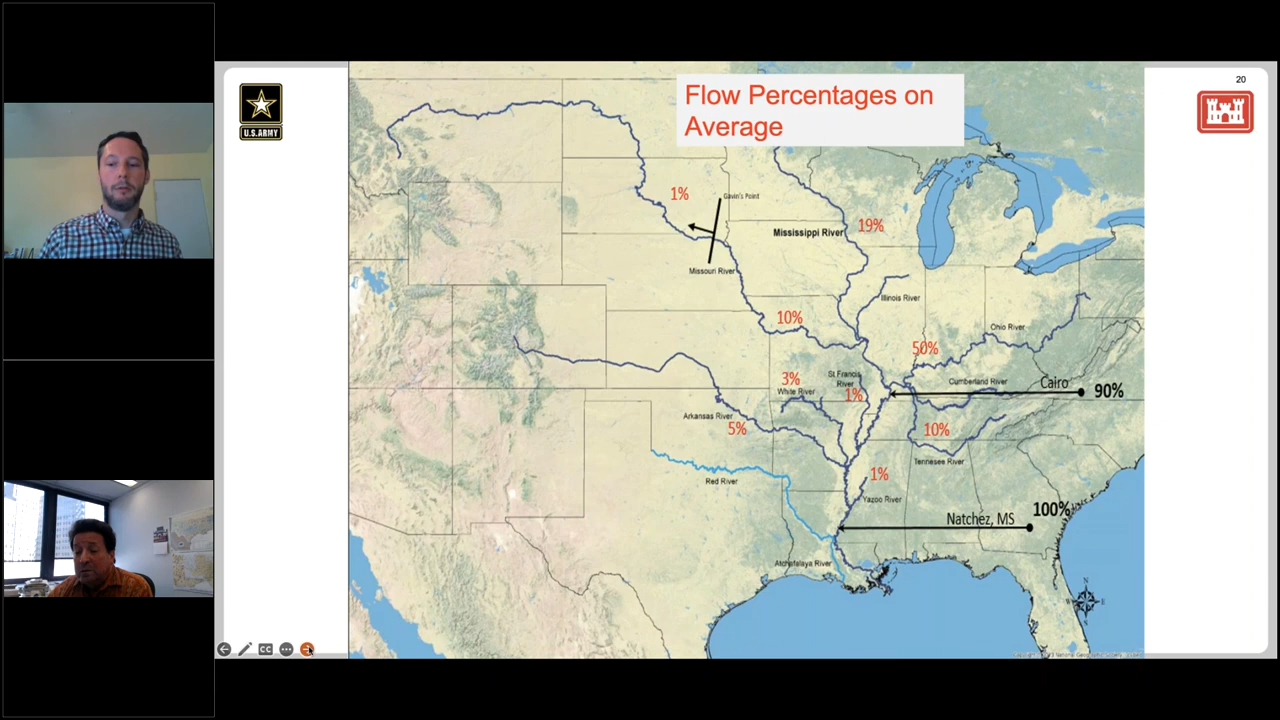 20
U.S.ARMY
Flow Percentages on
Average
1%
Gavin's Point
Mississippi River
19%
Missouri River
Illinois River
10%
Ohio River
50%
St Francis
River
3%
White River
1%
Cumberland River
Cairo
90%
Arkansas River
5%
10%
Tennesee River
Red River
1%
Yazoo River
Natchez, MS
100%
Atchafalaya River
N
W
E
CC